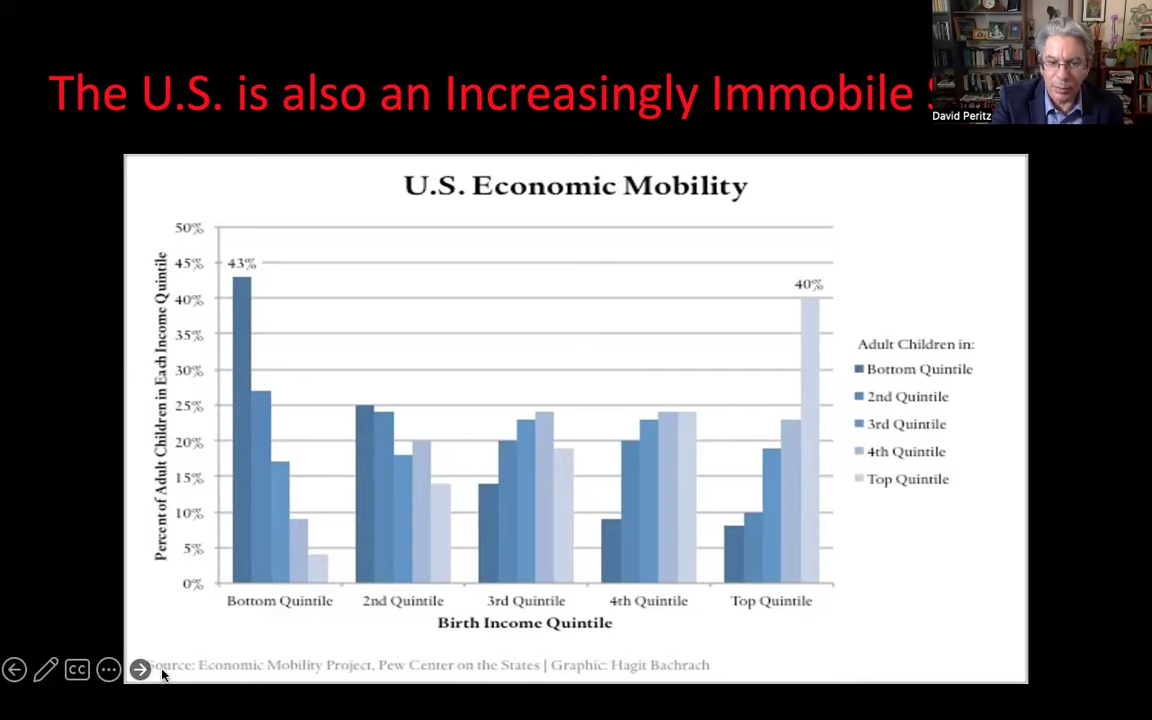 The U.S. is also an Increasingly Immobile
David Peritz
U.S. Economic Mobility
50%
45%
43%
40%
40%
35%
30%
25%
20%
15%
10%
5%
0%
Percent of Adult Children in Each Income Quintile
Adult Children in:
Bottom Quintile
2nd Quintile
3rd Quintile
4th Quintile
Top Quintile
Bottom Quintile 2nd Quintile 3rd Quintile 4th Quintile Top Quintile
Birth Income Quintile
Source: Economic Mobility Project, Pew Center on the States | Graphic: Hagit Bachrach
CC